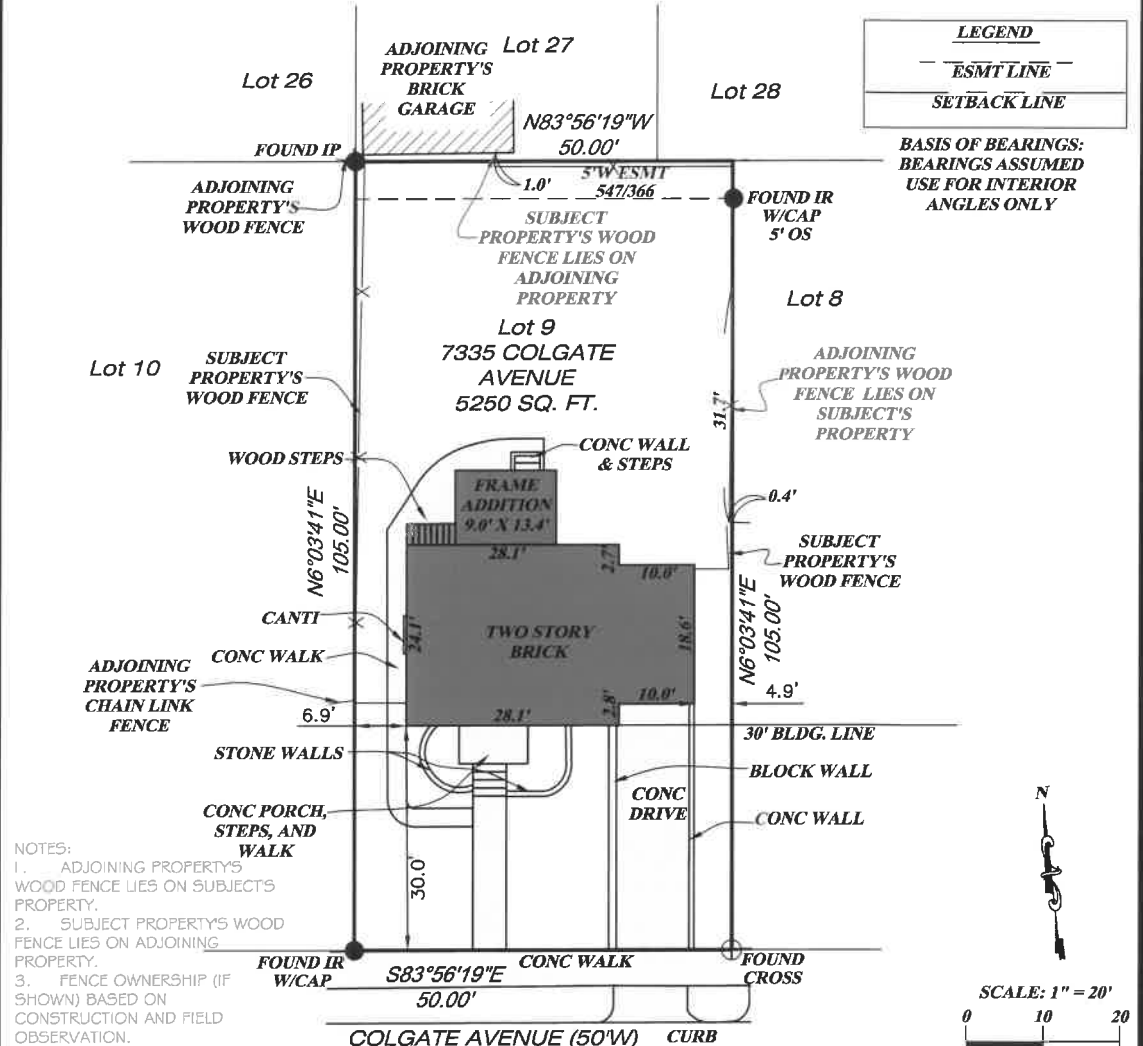 ADJOINING
PROPERTY'S
BRICK
GARAGE
Lot 27
Lot 26
Lot 28
LEGEND
ESMT LINE
SETBACK LINE
BASIS OF BEARINGS:
BEARINGS ASSUMED
USE FOR INTERIOR
ANGLES ONLY
N83°56'19"W
50.00'
FOUND IP
5'W ESMT
547/366
1.0'
ADJOINING
PROPERTY'S
WOOD FENCE
FOUND IR
W/CAP
5' OS
SUBJECT
PROPERTY'S WOOD
FENCE LIES ON
ADJOINING
PROPERTY
Lot 8
Lot 9
7335 COLGATE
AVENUE
5250 SQ. FT.
Lot 10
SUBJECT
PROPERTY'S
WOOD FENCE
ADJOINING
PROPERTY'S WOOD
FENCE LIES ON
SUBJECT'S
PROPERTY
31.7'
WOOD STEPS
CONC WALL
& STEPS
FRAME
ADDITION
9.0' X 13.4'
0.4'
N6°03'41"E
105.00'
28.1'
2.7'
10.0'
SUBJECT
PROPERTY'S
WOOD FENCE
N6°03'41"E
105.00'
CANTI
24.1'
TWO STORY
BRICK
18.6'
CONC WALK
ADJOINING
PROPERTY'S
CHAIN LINK
FENCE
6.9'
28.1'
2.8'
10.0'
4.9'
30' BLDG. LINE
STONE WALLS
BLOCK WALL
CONC
DRIVE
CONC WALL
CONC PORCH,
STEPS, AND
WALK
30.0'
N
NOTES:
1. ADJOINING PROPERTY'S
WOOD FENCE LIES ON SUBJECTS
PROPERTY.
2. SUBJECT PROPERTY'S WOOD
FENCE LIES ON ADJOINING
PROPERTY.
3. FENCE OWNERSHIP (IF
SHOWN) BASED ON
CONSTRUCTION AND FIELD
OBSERVATION.
FOUND IR
W/CAP
S83°56'19"E
50.00'
CONC WALK
FOUND
CROSS
COLGATE AVENUE (50'W)
CURB
SCALE: 1" = 20'
0 10 20